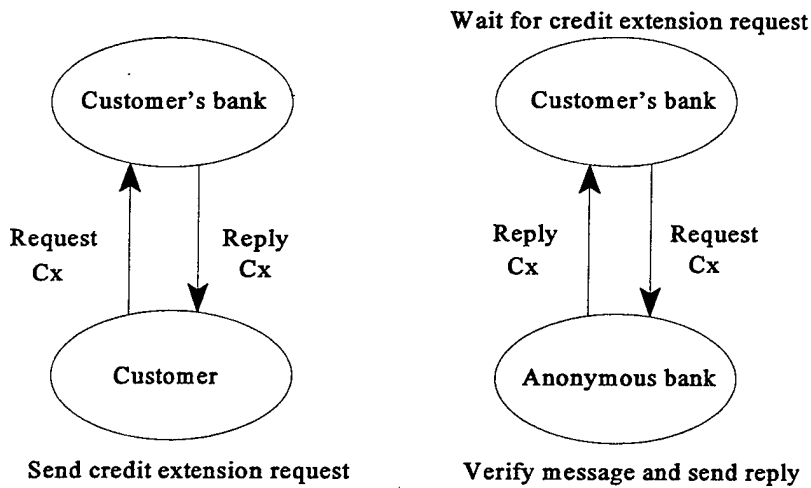 Wait for credit extension request
Customer's bank
Customer's bank
Request
Cx
Reply
Cx
Reply
Cx
Request
Cx
Customer
Anonymous bank
Send credit extension request
Verify message and send reply